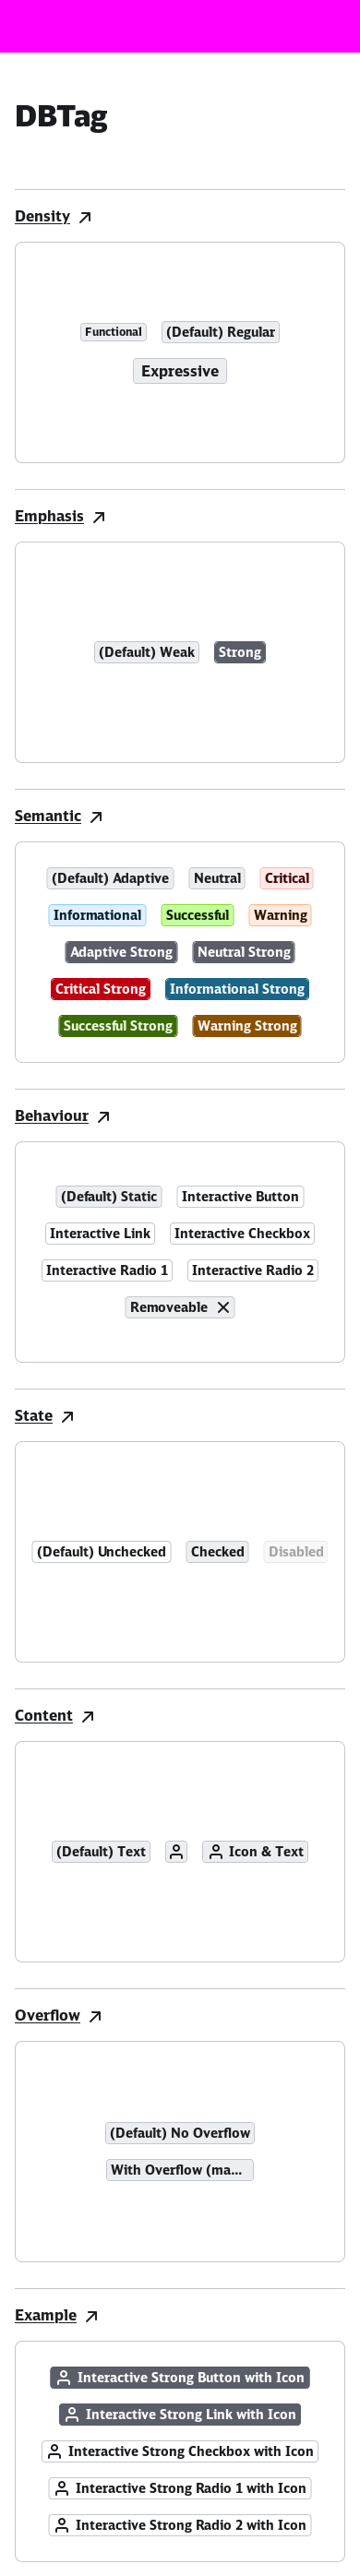 DBTag
Density
Functional (Default) Regular
Expressive
Emphasis
(Default) Weak Strong
Semantic
(Default) Adaptive Neutral Critical
Informational Successful Warning
Adaptive Strong Neutral Strong
Critical Strong Informational Strong
Successful Strong Warning Strong
Behaviour
(Default) Static Interactive Button
Interactive Link Interactive Checkbox
Interactive Radio 1 Interactive Radio 2
Removeable
State
(Default) Unchecked Checked Disabled
Content
(Default) Text Icon & Text
Overflow
(Default) No Overflow
With Overflow (ma...
Example
Interactive Strong Button with Icon
Interactive Strong Link with Icon
Interactive Strong Checkbox with Icon
Interactive Strong Radio 1 with Icon
Interactive Strong Radio 2 with Icon